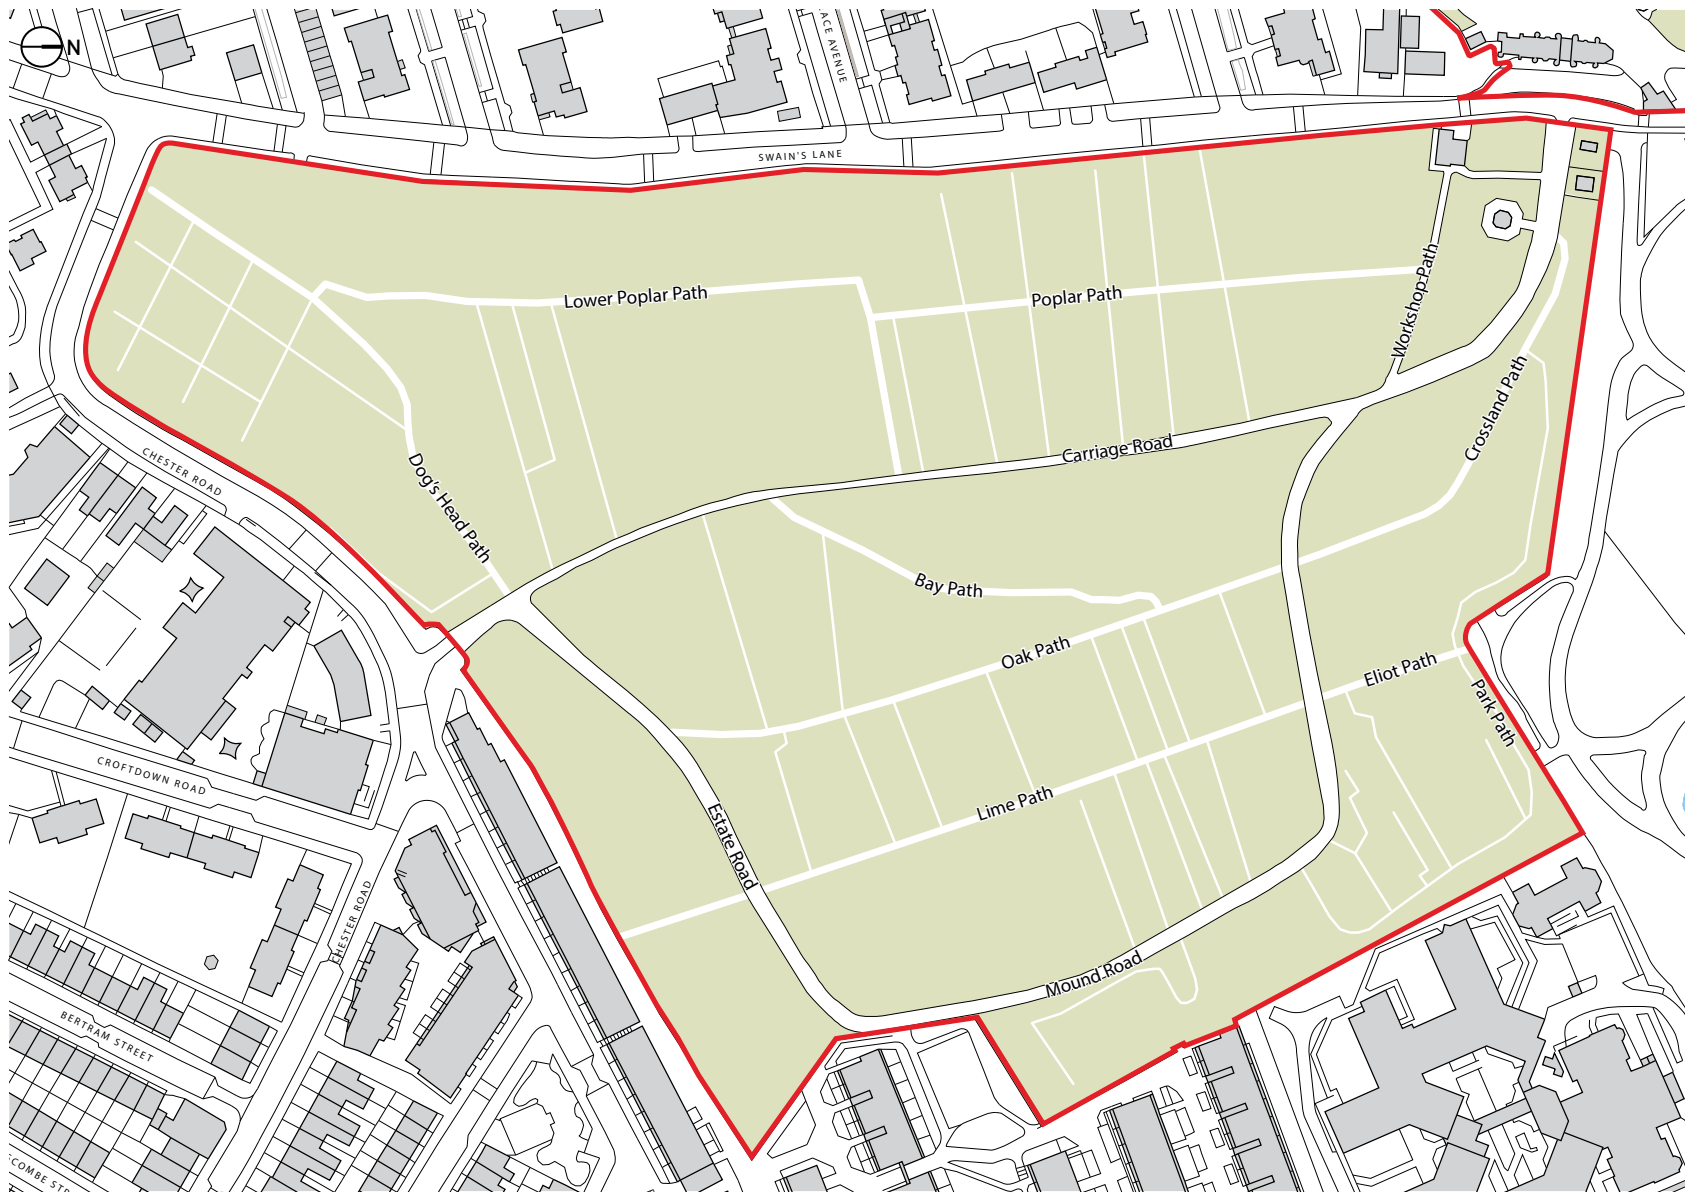 N
ACE AVENUE
SWAIN'S LANE
Lower Poplar Path
Poplar Path
Workshop Path
Crossland Path
Carriage Road
Dog's Head Path
CHESTER ROAD
Bay Path
Oak Path
Eliot Path
Park Path
Lime Path
Estate Road
CROFTDOWN ROAD
CHESTER ROAD
Mound Road
BERTRAM STREET
COMBE STR